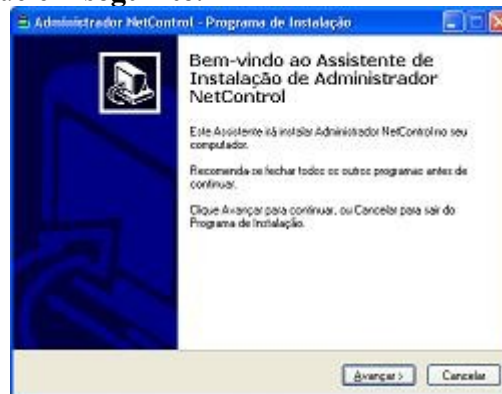 Administrador NetControl - Programa de Instalação
Bem-vindo ao Assistente de
Instalação de Administrador
NetControl
Este Assistente irá instalar Administrador NetControl no seu
computador.
Recomenda-se fechar todos os outros programas antes de
continuar.
Clique Avançar para continuar, ou Cancelar para sair do
Programa de Instalação.
Avançar >
Cancelar